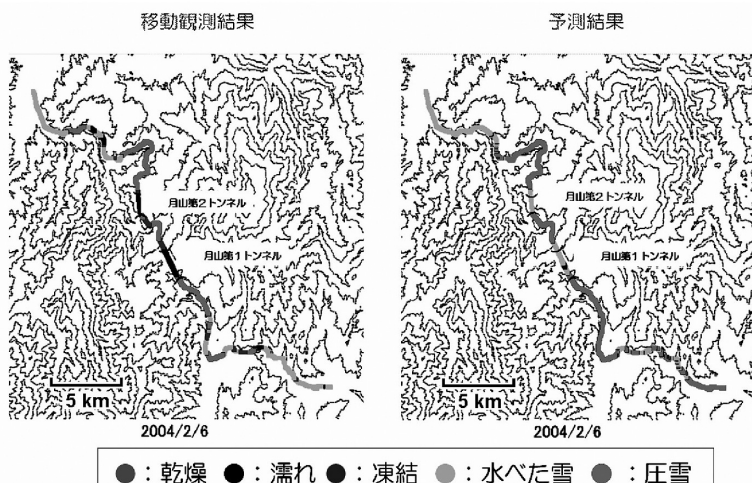 移動観測結果
予測結果
月山第2トンネル
月山第1トンネル
5 km
2004/2/6
月山第2トンネル
月山第1トンネル
5 km
2004/2/6
●：乾燥 ●：濡れ ●：凍結 ●：水べた雪 ●：圧雪